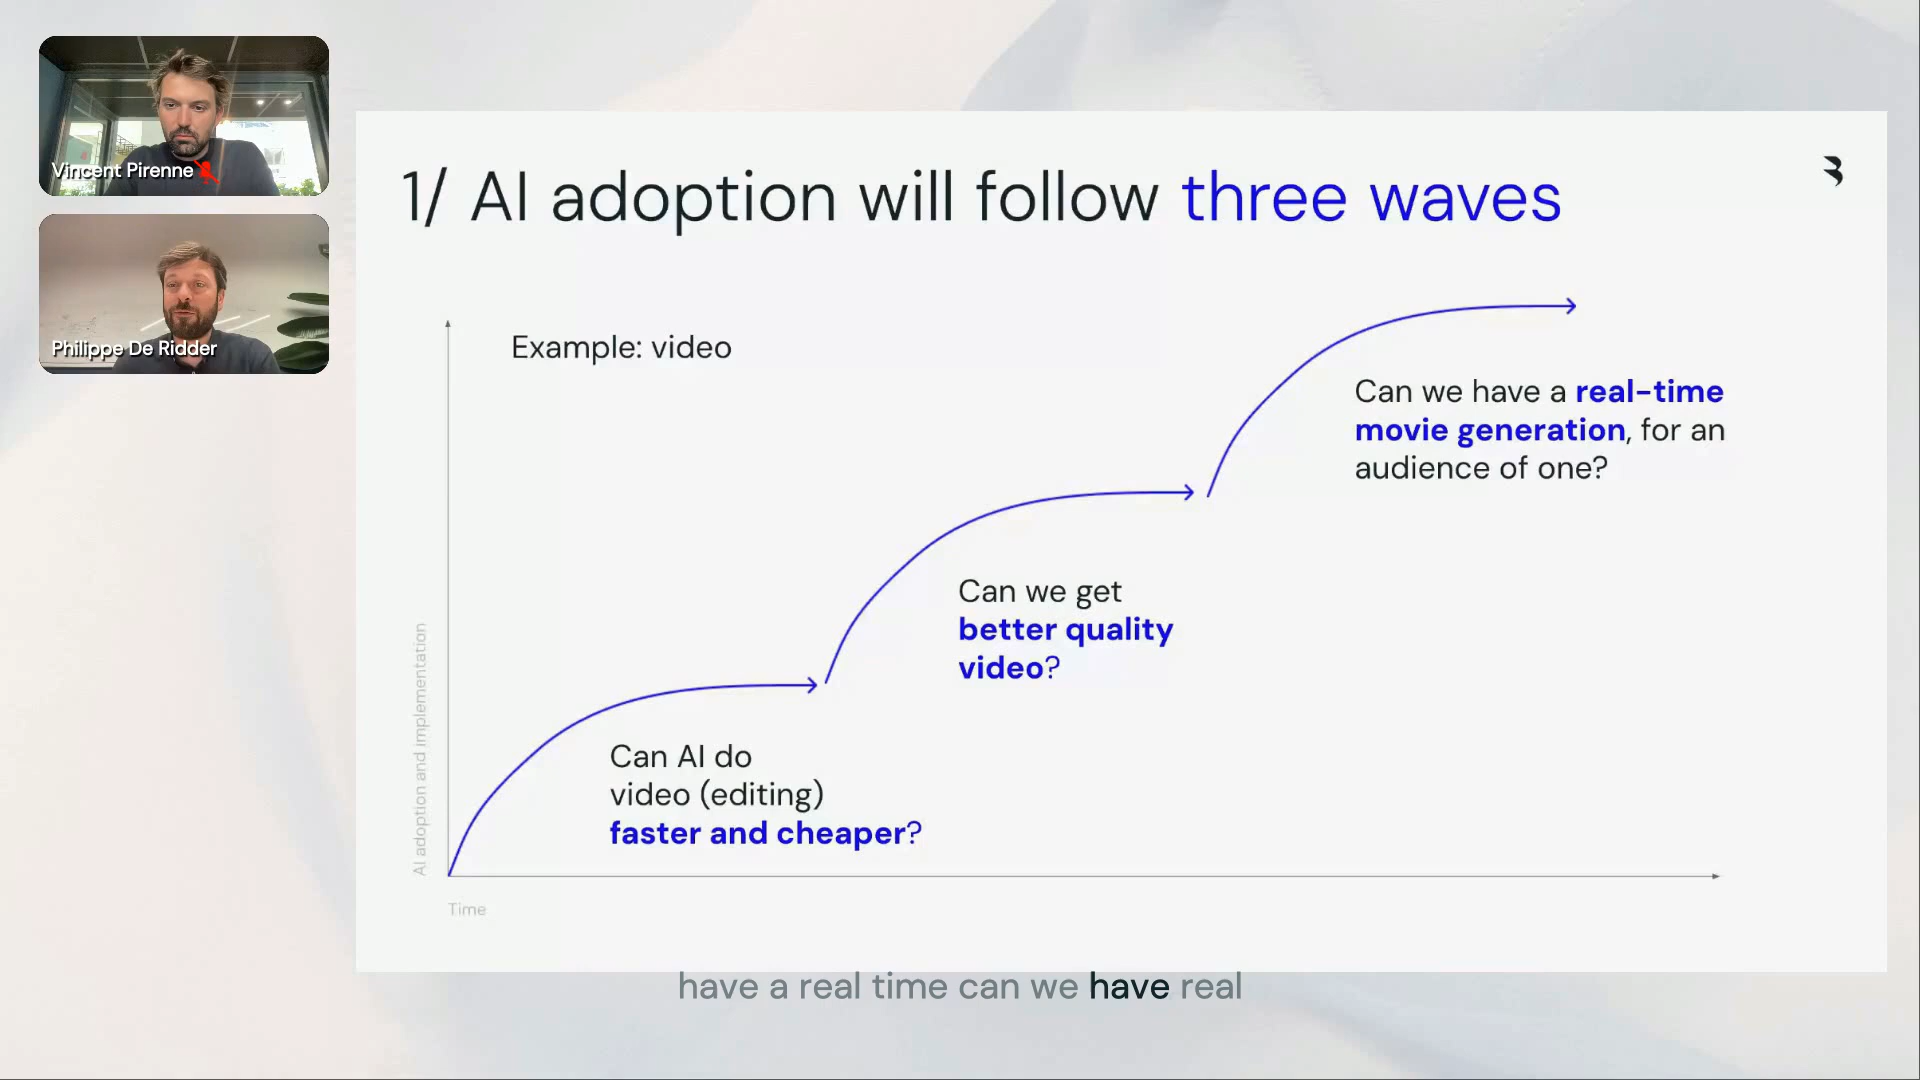 Vincent Pirenne
Philippe De Ridder
1/ AI adoption will follow three waves
Example: video
Can we have a real-time
movie generation, for an
audience of one?
Can we get
better quality
video?
Can AI do
video (editing)
faster and cheaper?
AI adoption and implementation
Time
have a real time can we have real